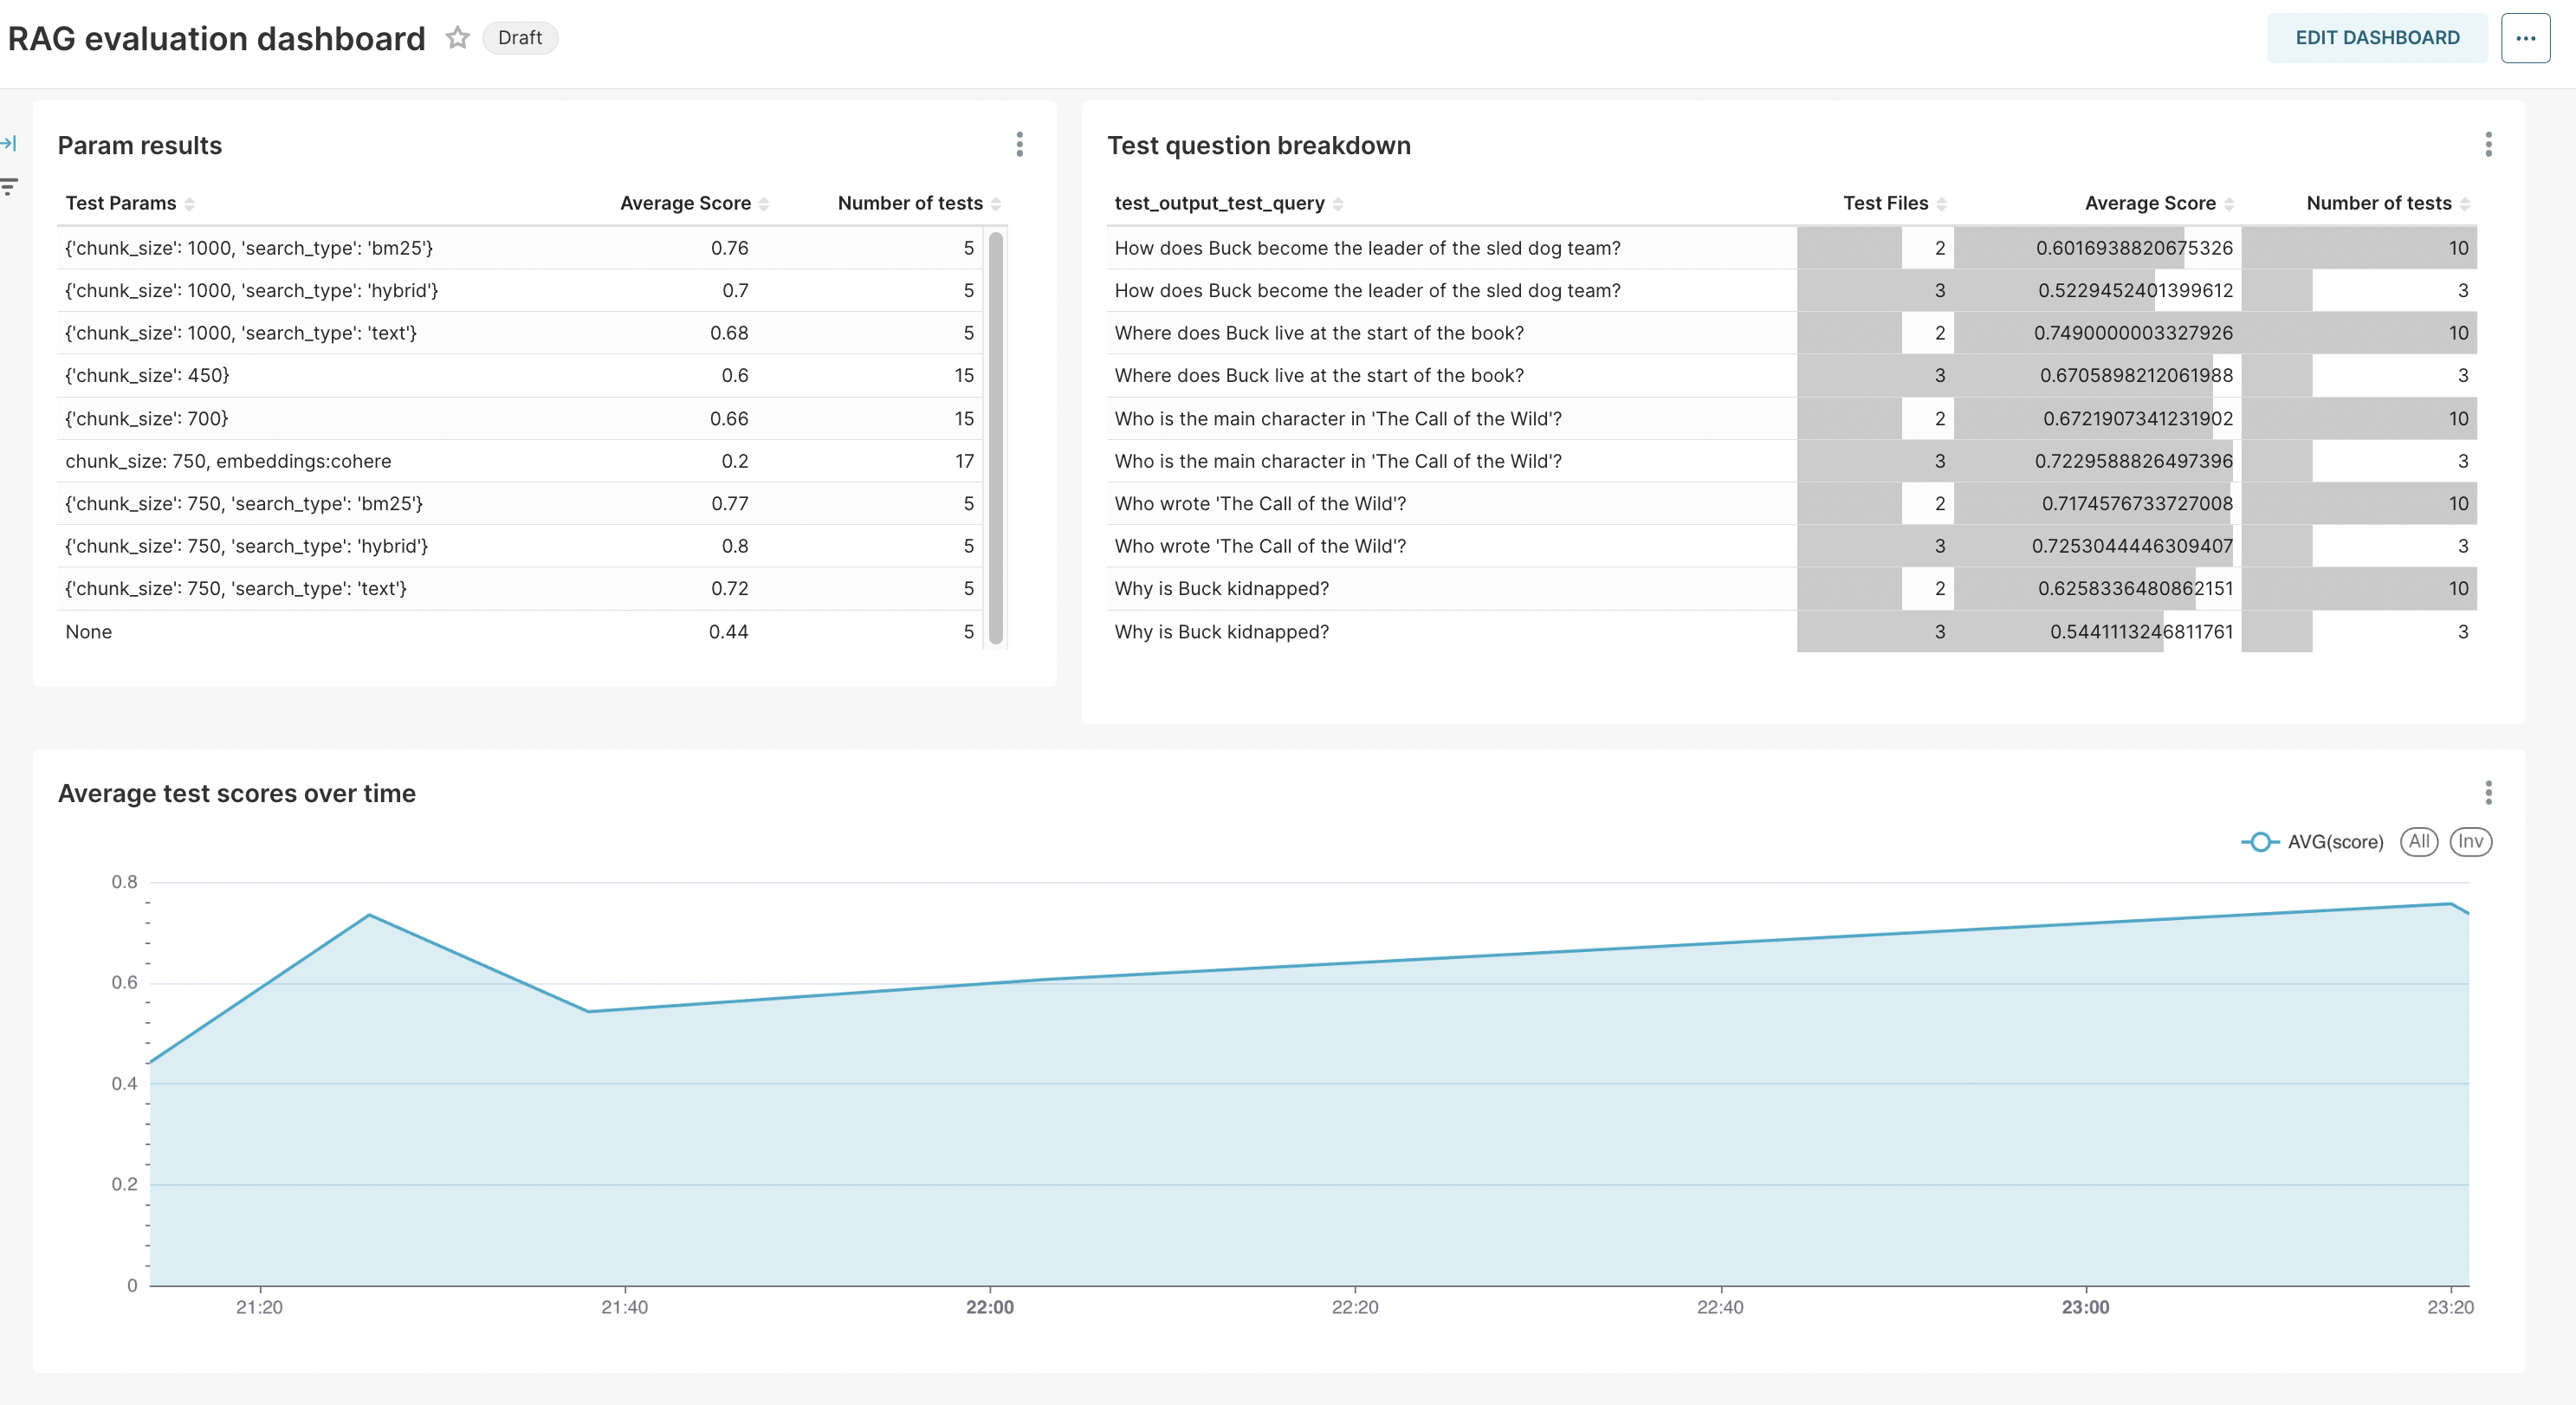 RAG evaluation dashboard
Draft
EDIT DASHBOARD
Param results
Test Params Average Score Number of tests
{'chunk_size': 1000, 'search_type': 'bm25'} 0.76 5
{'chunk_size': 1000, 'search_type': 'hybrid'} 0.7 5
{'chunk_size': 1000, 'search_type': 'text'} 0.68 5
{'chunk_size': 450} 0.6 15
{'chunk_size': 700} 0.66 15
chunk_size: 750, embeddings:cohere 0.2 17
{'chunk_size': 750, 'search_type': 'bm25'} 0.77 5
{'chunk_size': 750, 'search_type': 'hybrid'} 0.8 5
{'chunk_size': 750, 'search_type': 'text'} 0.72 5
None 0.44 5
Test question breakdown
test_output_test_query Test Files Average Score Number of tests
How does Buck become the leader of the sled dog team? 2 0.6016938820675326 10
How does Buck become the leader of the sled dog team? 3 0.5229452401399612 3
Where does Buck live at the start of the book? 2 0.7490000003327926 10
Where does Buck live at the start of the book? 3 0.6705898212061988 3
Who is the main character in 'The Call of the Wild'? 2 0.6721907341231902 10
Who is the main character in 'The Call of the Wild'? 3 0.7229588826497396 3
Who wrote 'The Call of the Wild'? 2 0.7174576733727008 10
Who wrote 'The Call of the Wild'? 3 0.7253044446309407 3
Why is Buck kidnapped? 2 0.6258336480862151 10
Why is Buck kidnapped? 3 0.5441113246811761 3
Average test scores over time
AVG(score) All Inv
0.8
0.6
0.4
0.2
0
21:20 21:40 22:00 22:20 22:40 23:00 23:20